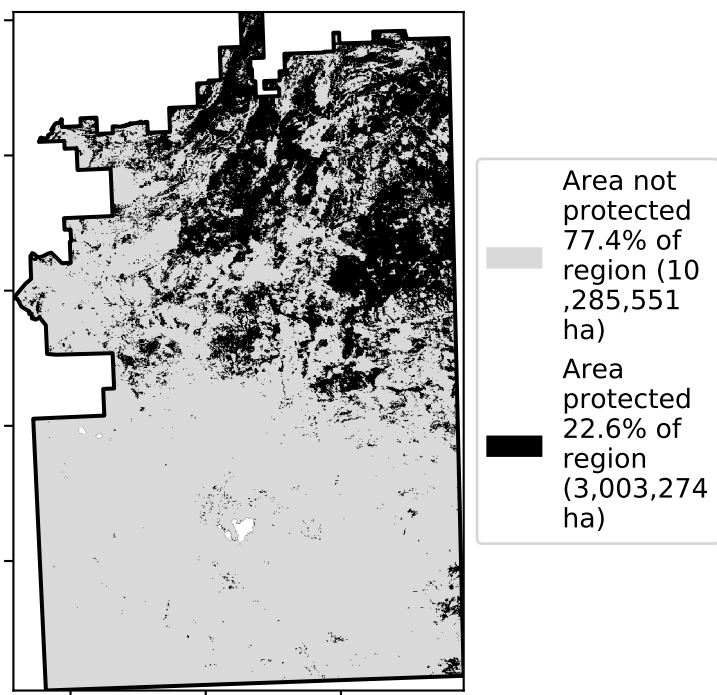 Area not
protected
77.4% of
region (10
,285,551
ha)
Area
protected
22.6% of
region
(3,003,274
ha)